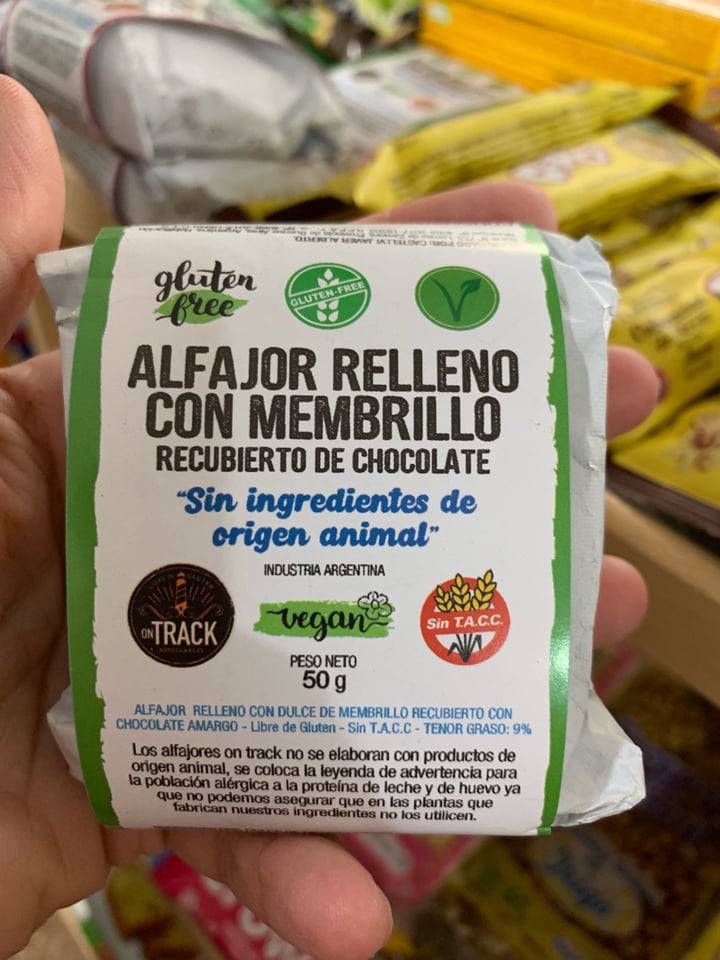 gluten
free
GLUTEN-FREE
ALFAJOR RELLENO
CON MEMBRILLO
RECUBIERTO DE CHOCOLATE
"Sin ingredientes de
origen animal"
INDUSTRIA ARGENTINA
ON TRACK
vegan
Sin T.A.C.C.
PESO NETO
50 g
ALFAJOR RELLENO CON DULCE DE MEMBRILLO RECUBIERTO CON
CHOCOLATE AMARGO - Libre de Gluten - Sin T.A.C.C - TENOR GRASO: 9%
Los alfajores on track no se elaboran con productos de
origen animal, se coloca la leyenda de advertencia para
la población alérgica a la proteína de leche y de huevo ya
que no podemos asegurar que en las plantas que
fabrican nuestros ingredientes no los utilicen.